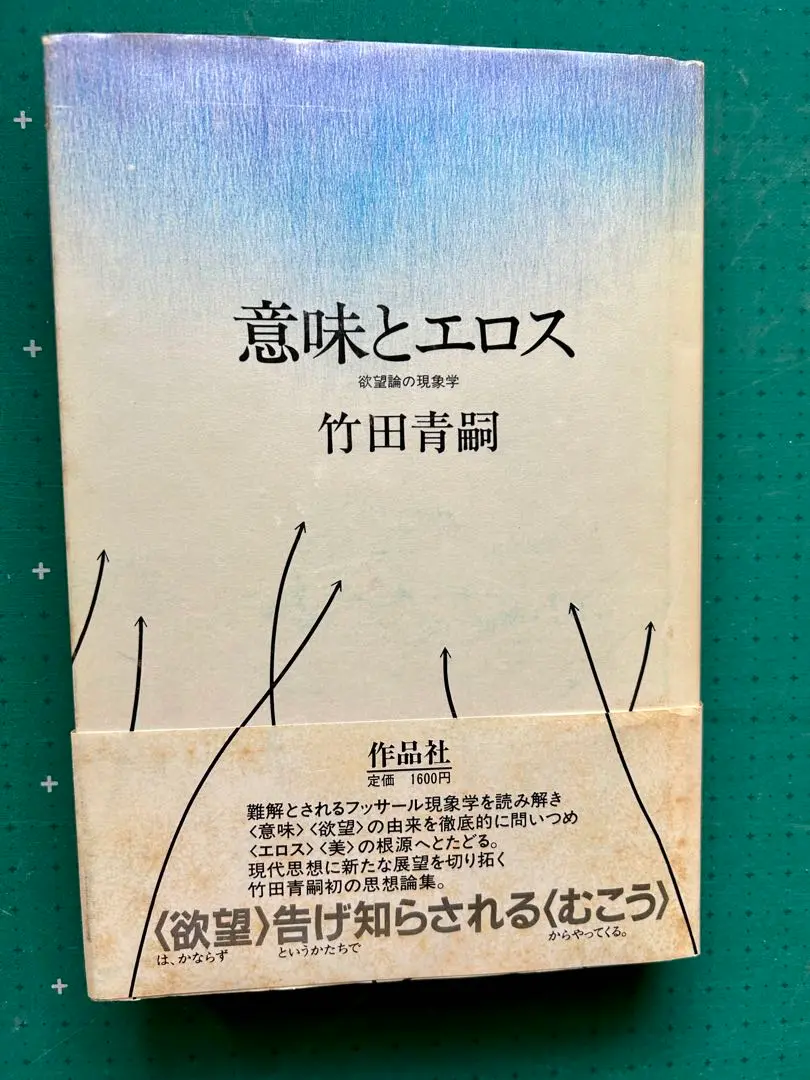 意味とエロス
欲望論の現象学
竹田青嗣
作品社
定価 1600円
難解とされるフッサール現象学を読み解き
〈意味〉〈欲望〉の由来を徹底的に問いつめ
〈エロス〉〈美〉の根源へとたどる。
現代思想に新たな展望を切り拓く
竹田青嗣初の思想論集。
〈欲望〉告げ知らされる〈むこう〉
は、かならず というかたちで からやってくる。